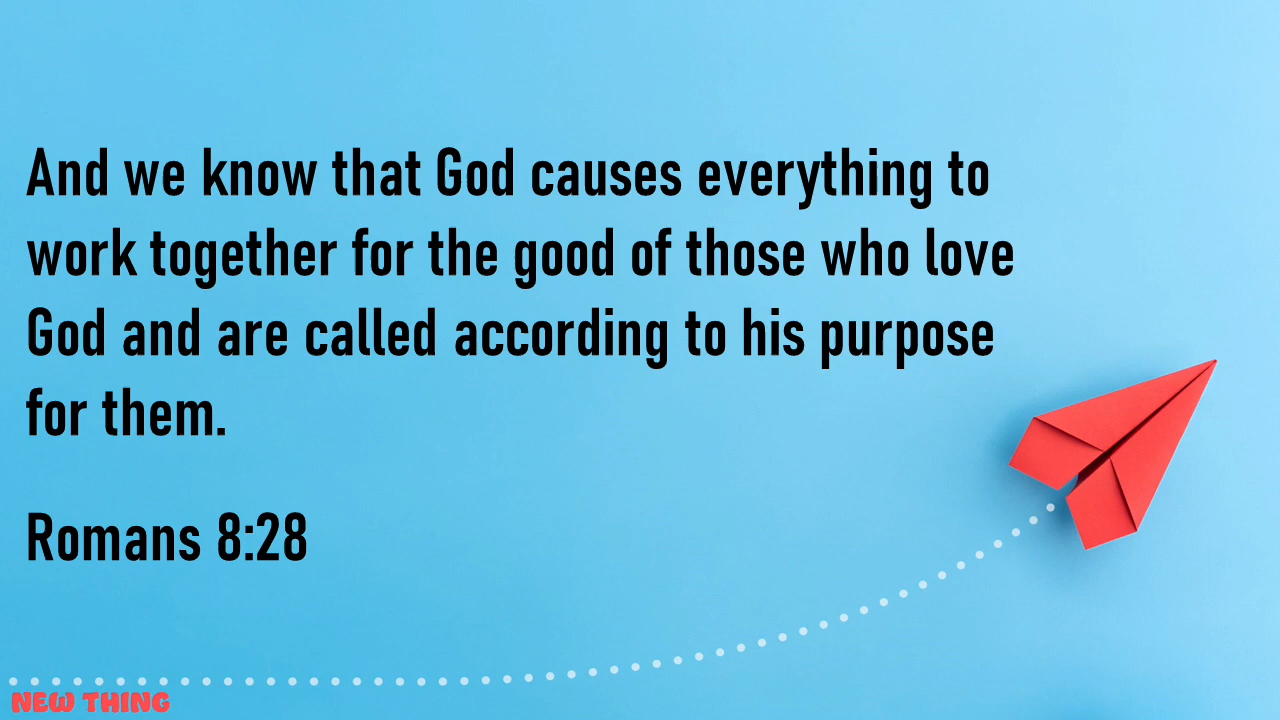 And we know that God causes everything to
work together for the good of those who love
God and are called according to his purpose
for them.
Romans 8:28
NEW THING